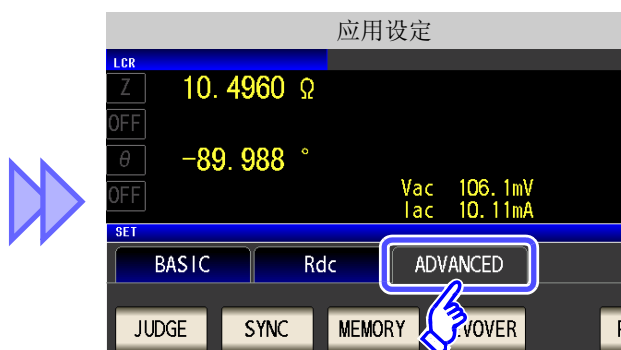 应用设定
LCR
Z 10.4960 Ω
OFF
θ -89.988 °
OFF
Vac 106.1mV
Iac 10.11mA
SET
BASIC Rdc ADVANCED
JUDGE SYNC MEMORY VOVER